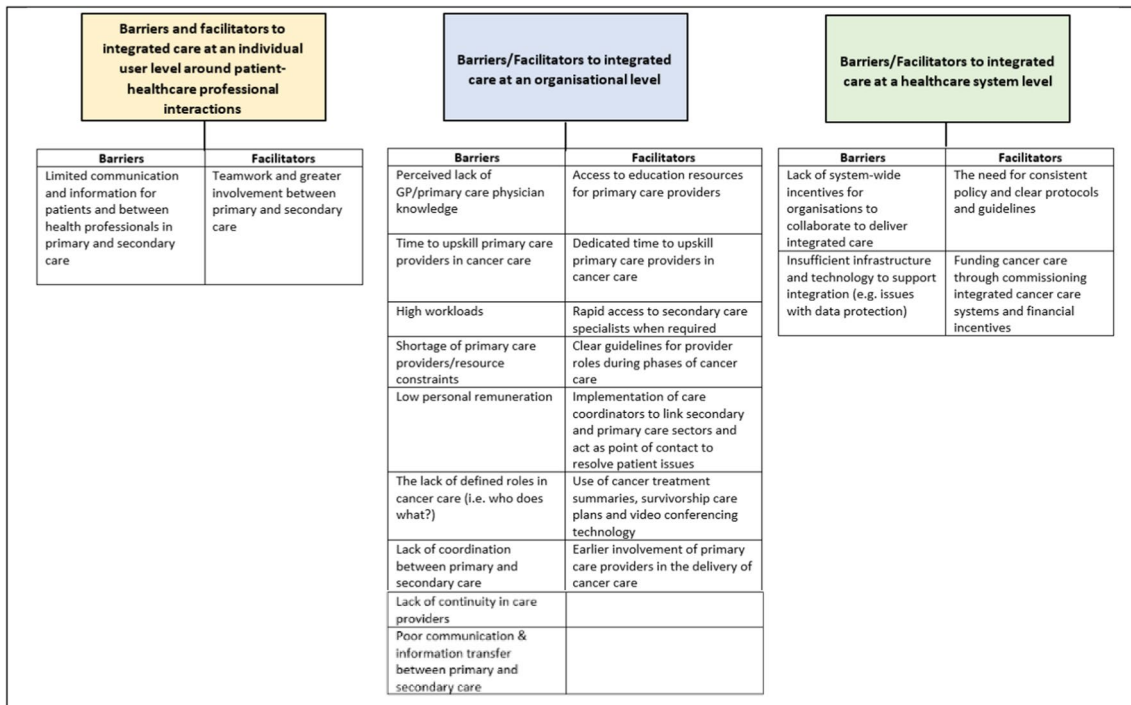 Barriers and facilitators to
integrated care at an individual
user level around patient-
healthcare professional
interactions
Barriers
Facilitators
Limited communication
and information for
patients and between
health professionals in
primary and secondary
care
Teamwork and greater
involvement between
primary and secondary
care
Barriers/Facilitators to integrated
care at an organisational level
Barriers
Facilitators
Perceived lack of
GP/primary care physician
knowledge
Access to education resources
for primary care providers
Time to upskill primary care
providers in cancer care
Dedicated time to upskill
primary care providers in
cancer care
High workloads
Rapid access to secondary care
specialists when required
Shortage of primary care
providers/resource
constraints
Clear guidelines for provider
roles during phases of cancer
care
Low personal remuneration
Implementation of care
coordinators to link secondary
and primary care sectors and
act as point of contact to
resolve patient issues
The lack of defined roles in
cancer care (i.e. who does
what?)
Use of cancer treatment
summaries, survivorship care
plans and video conferencing
technology
Lack of coordination
between primary and
secondary care
Earlier involvement of primary
care providers in the delivery of
cancer care
Lack of continuity in care
providers
Poor communication &
information transfer
between primary and
secondary care
Barriers/Facilitators to integrated
care at a healthcare system level
Barriers
Facilitators
Lack of system-wide
incentives for
organisations to
collaborate to deliver
integrated care
The need for consistent
policy and clear protocols
and guidelines
Insufficient infrastructure
and technology to support
integration (e.g. issues
with data protection)
Funding cancer care
through commissioning
integrated cancer care
systems and financial
incentives